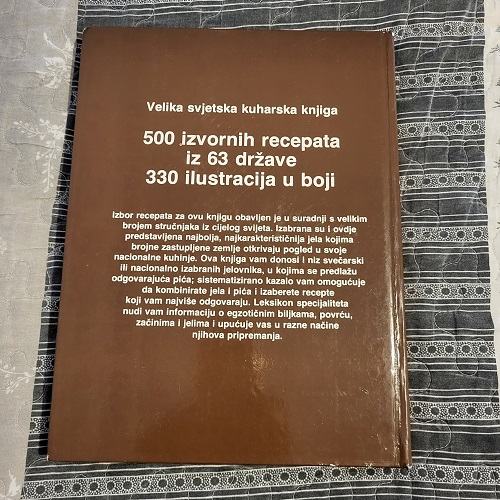 Velika svjetska kuharska knjiga
500 izvornih recepata
iz 63 države
330 ilustracija u boji
Izbor recepata za ovu knjigu obavljen je u suradnji s velikim
brojem stručnjaka iz cijelog svijeta. Izabrana su i ovdje
predstavljena najbolja, najkarakterističnija jela kojima
brojne zastupljene zemlje otkrivaju pogled u svoje
nacionalne kuhinje. Ova knjiga vam donosi i niz svečarski
ili nacionalno izabranih jelovnika, u kojima se predlažu
odgovarajuća pića; sistematizirano kazalo vam omogućuje
da kombinirate jela i pića i izaberete recepte
koji vam najviše odgovaraju. Leksikon specijaliteta
nudi vam informaciju o egzotičnim biljkama, povrću,
začinima i jelima i upućuje vas u razne načine
njihova pripremanja.